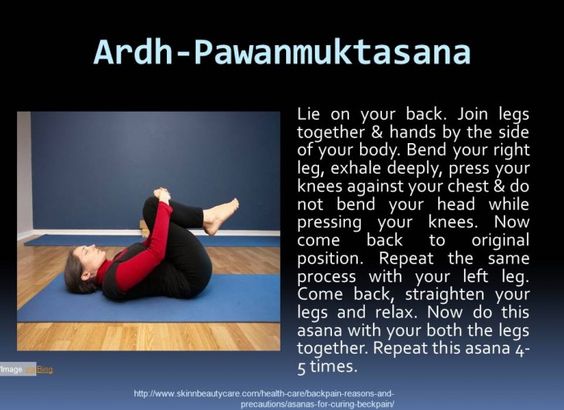 Ardh-Pawanmuktasana
Lie on your back. Join legs
together & hands by the side
of your body. Bend your right
leg, exhale deeply, press your
knees against your chest & do
not bend your head while
pressing your knees. Now
come back to original
position. Repeat the same
process with your left leg.
Come back, straighten your
legs and relax. Now do this
asana with your both the legs
together. Repeat this asana 4-
5 times.
Image Bing
http://www.skinnbeautycare.com/health-care/backpain-reasons-and-
precautions/asanas-for-curing-beckpain/